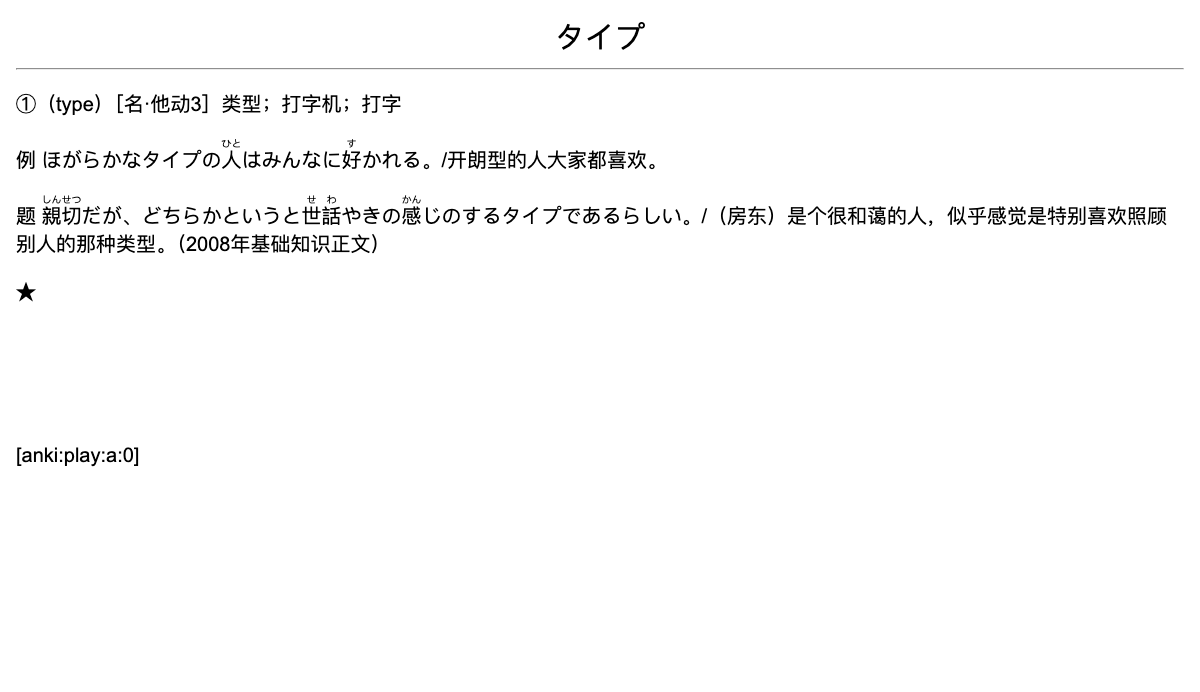 タイプ
①（type）［名·他动3］类型；打字机；打字
ひと す
例 ほがらかなタイプの人はみんなに好かれる。/开朗型的人大家都喜欢。
しんせつ せ わ かん
题 親切だが、どちらかというと世話やきの感じのするタイプであるらしい。/（房东）是个很和蔼的人，似乎感觉是特别喜欢照顾
别人的那种类型。（2008年基础知识正文）
★
[anki:play:a:0]